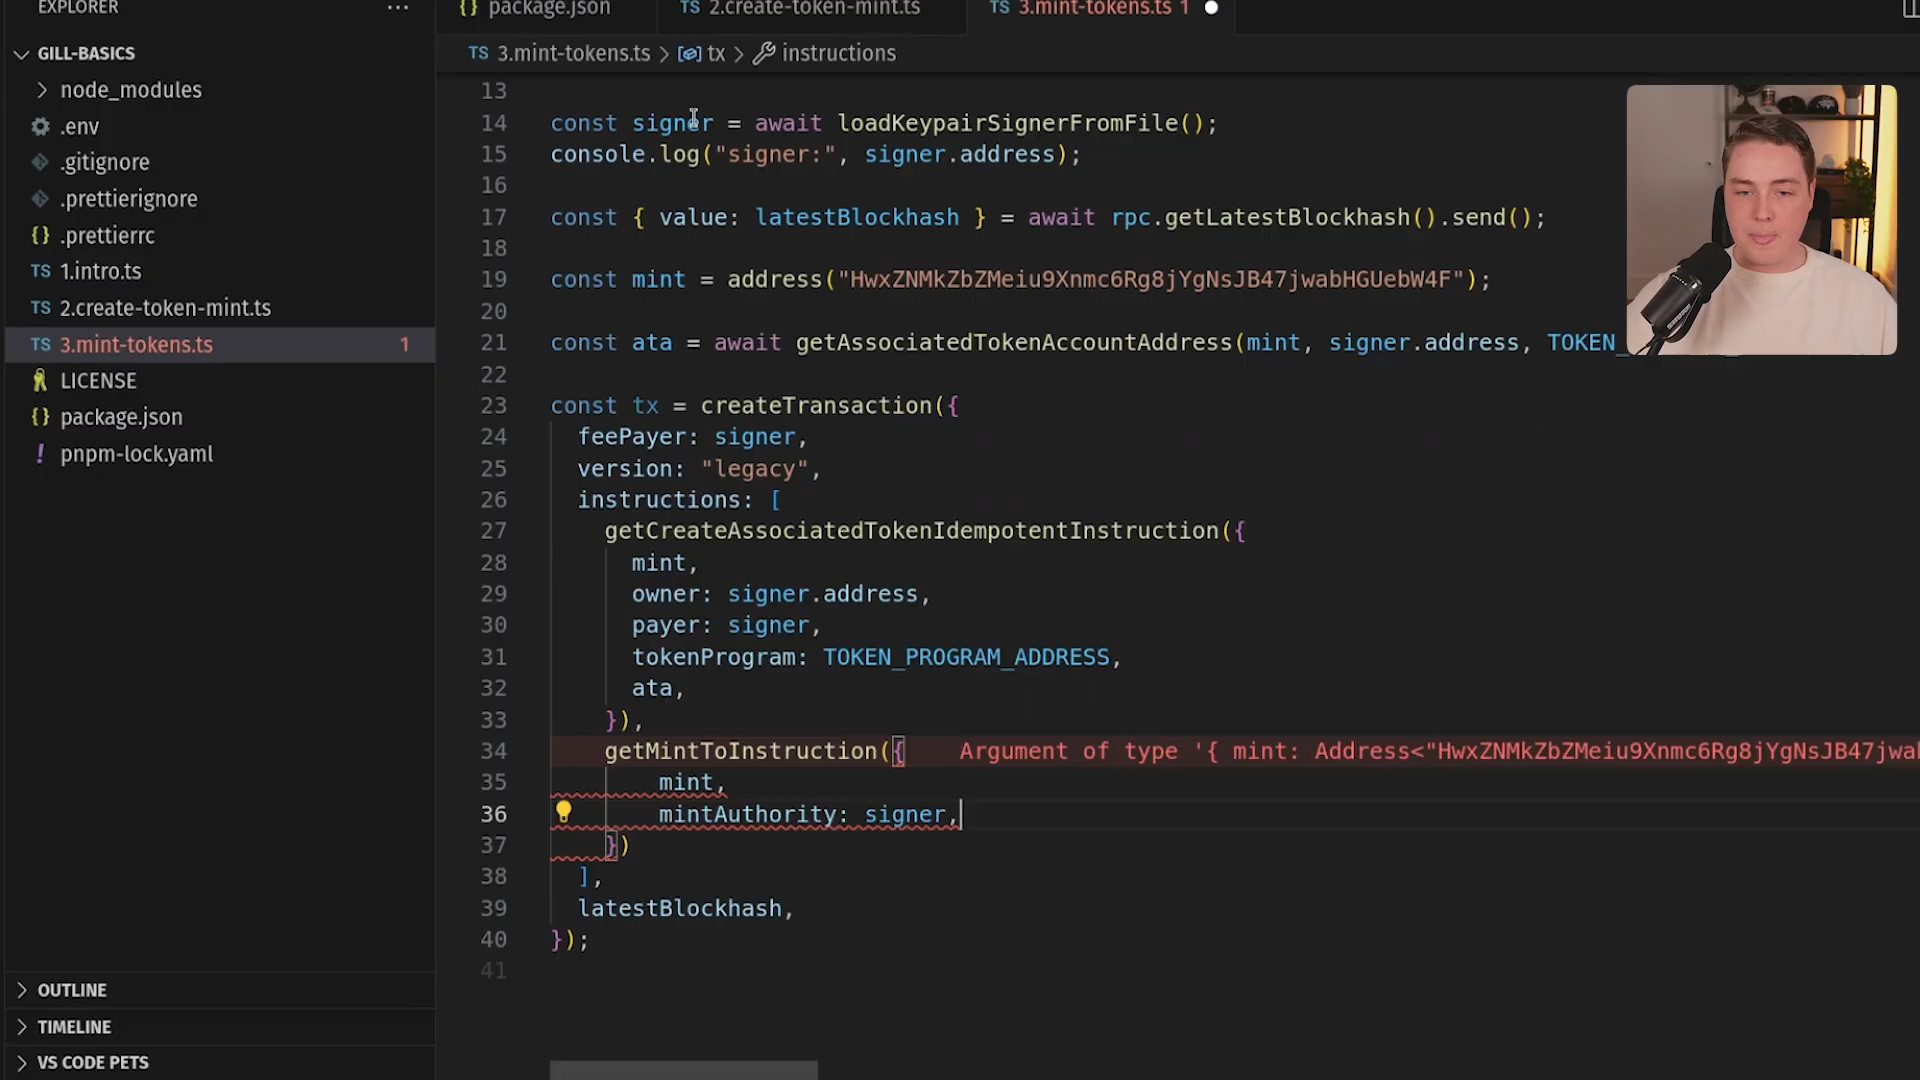 EXPLORER
GILL-BASICS
node_modules
.env
.gitignore
.prettierignore
{} .prettierrc
TS 1.intro.ts
TS 2.create-token-mint.ts
TS 3.mint-tokens.ts 1
LICENSE
{} package.json
! pnpm-lock.yaml
OUTLINE
TIMELINE
VS CODE PETS
{} package.json
TS 2.create-token-mint.ts
TS 3.mint-tokens.ts 1
TS 3.mint-tokens.ts > tx > instructions
13
14 const signer = await loadKeypairSignerFromFile();
15 console.log("signer:", signer.address);
16
17 const { value: latestBlockhash } = await rpc.getLatestBlockhash().send();
18
19 const mint = address("HwxZNMkZbZMeiu9Xnmc6Rg8jYgNsJB47jwabHGUebW4F");
20
21 const ata = await getAssociatedTokenAccountAddress(mint, signer.address, TOKEN_
22
23 const tx = createTransaction({
24 feePayer: signer,
25 version: "legacy",
26 instructions: [
27 getCreateAssociatedTokenIdempotentInstruction({
28 mint,
29 owner: signer.address,
30 payer: signer,
31 tokenProgram: TOKEN_PROGRAM_ADDRESS,
32 ata,
33 }),
34 getMintToInstruction({ Argument of type '{ mint: Address<"HwxZNMkZbZMeiu9Xnmc6Rg8jYgNsJB47jwab
35 mint,
36 mintAuthority: signer,
37 })
38 ],
39 latestBlockhash,
40 });
41